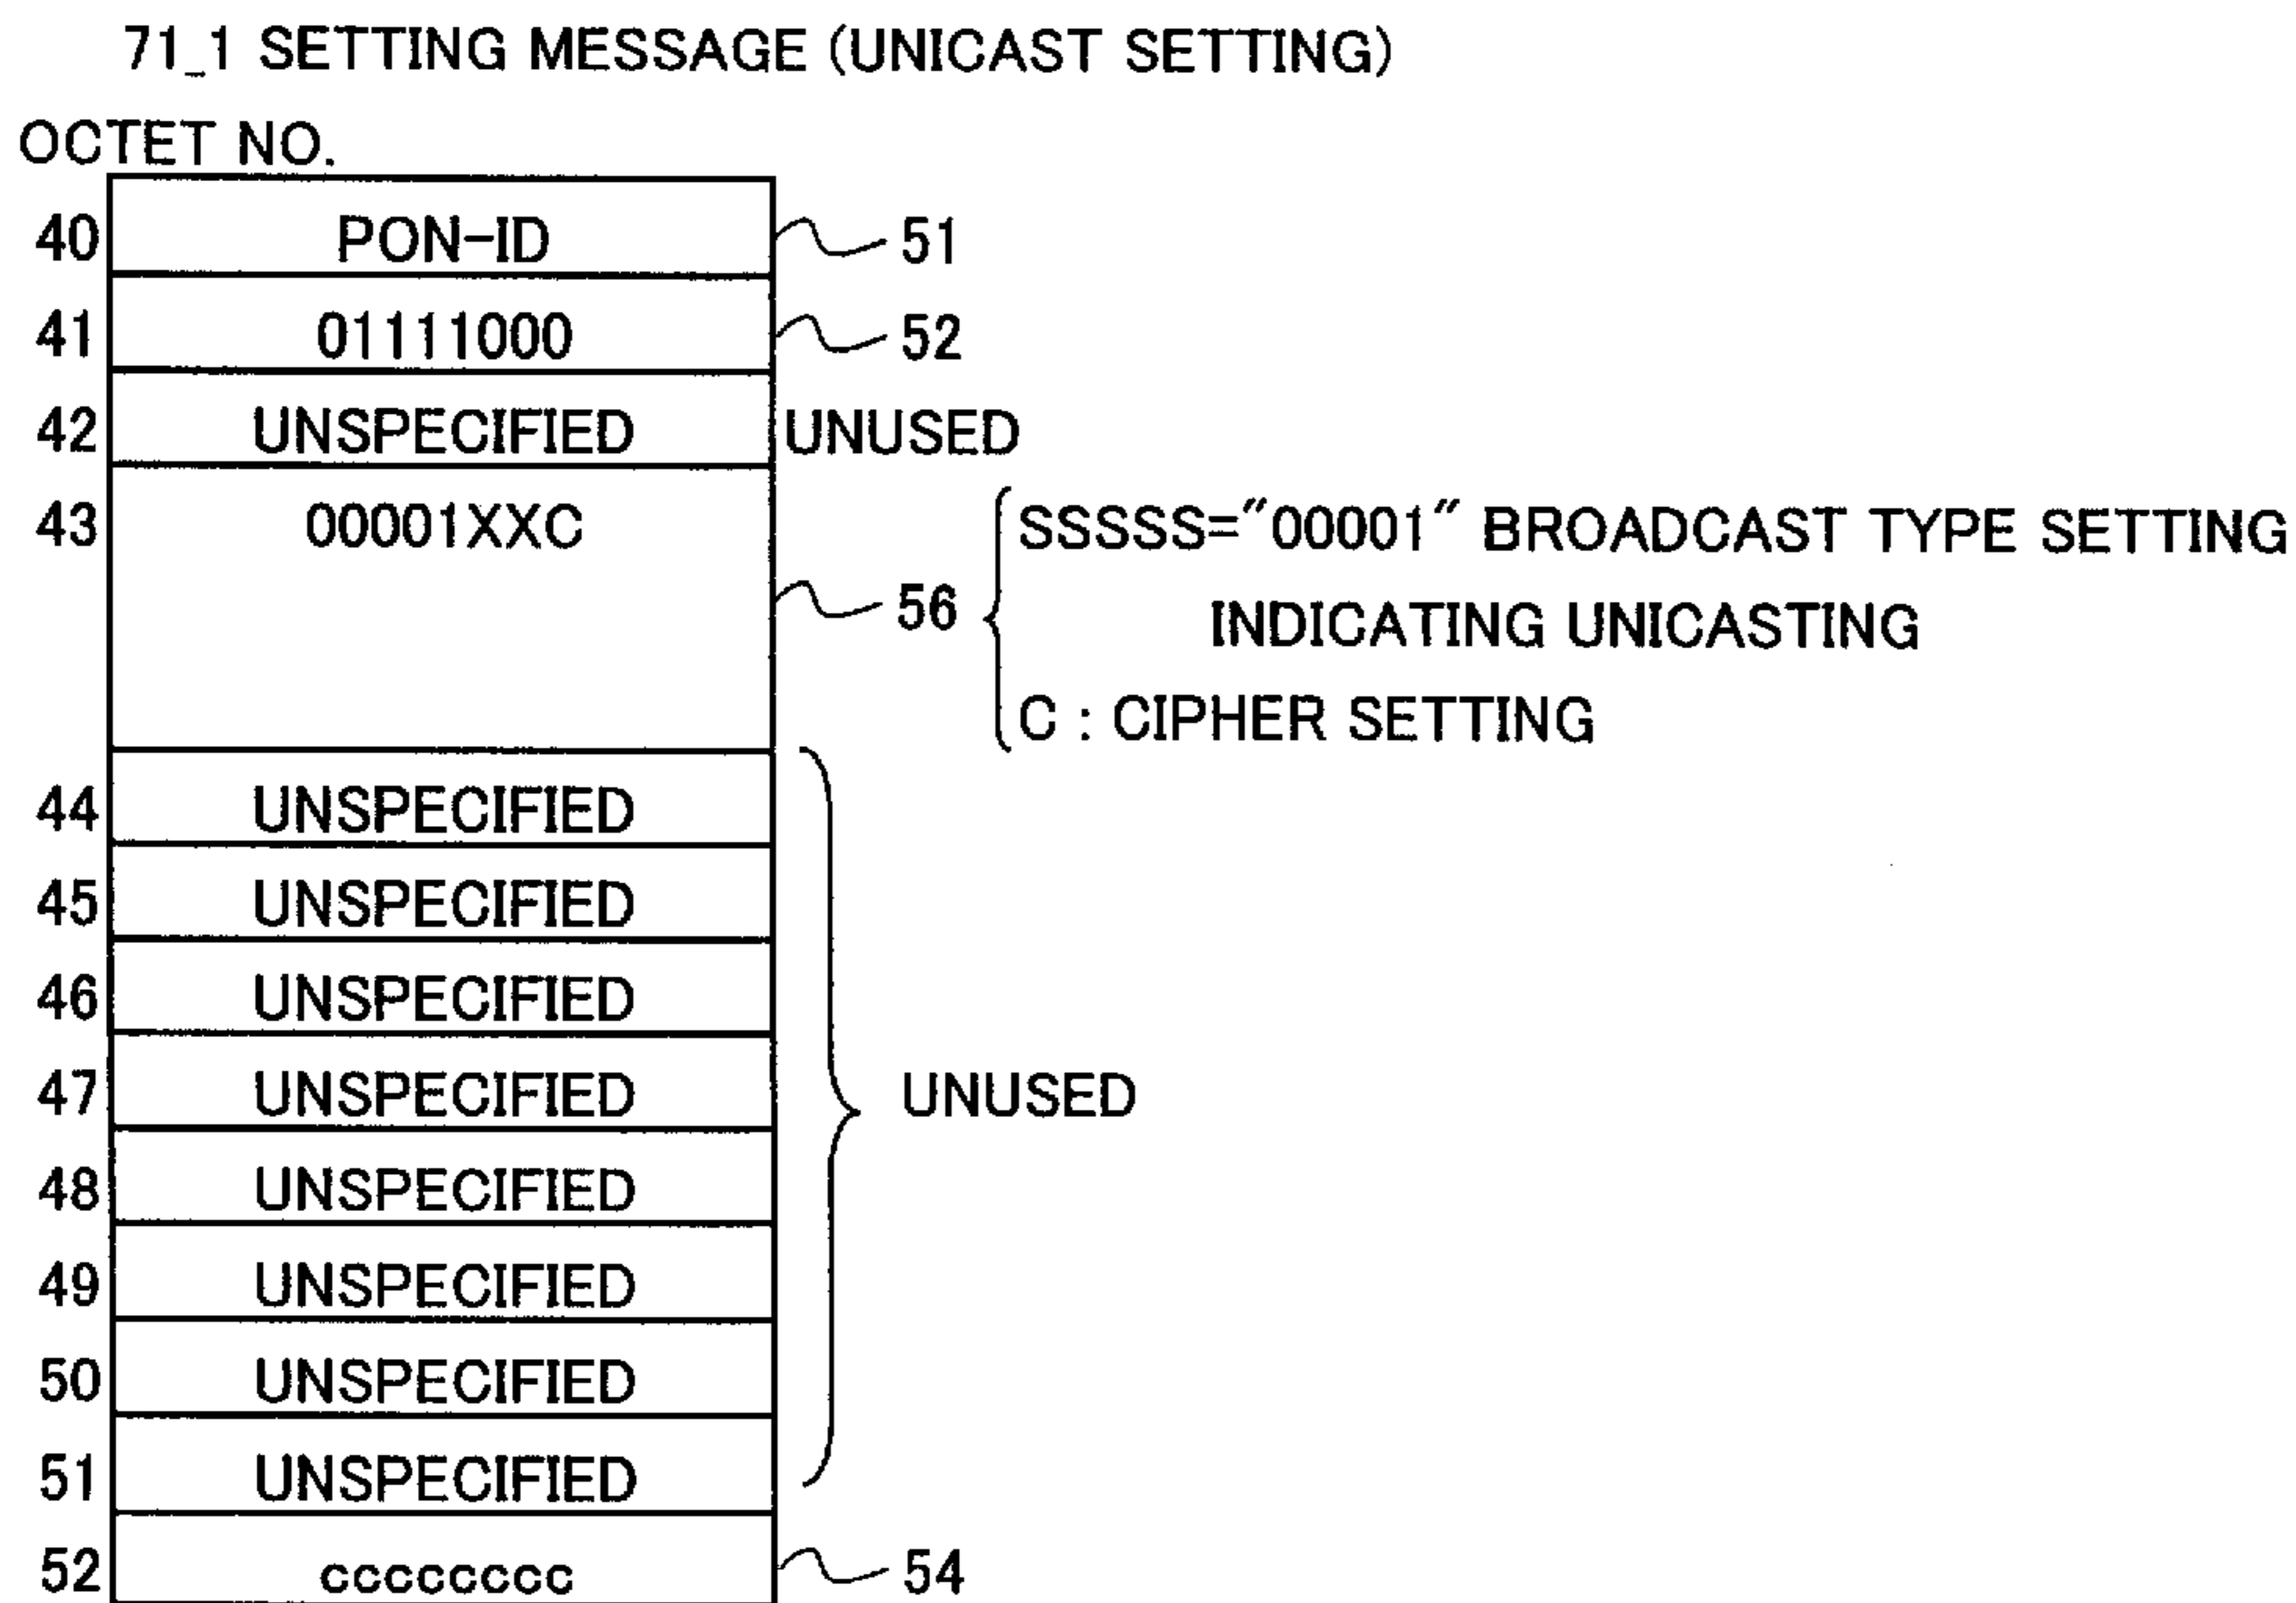 71_1 SETTING MESSAGE (UNICAST SETTING)
OCTET NO.
40 PON-ID 51
41 01111000 52
42 UNSPECIFIED UNUSED
43 00001XXC SSSSS="00001" BROADCAST TYPE SETTING
56 INDICATING UNICASTING
C : CIPHER SETTING
44 UNSPECIFIED
45 UNSPECIFIED
46 UNSPECIFIED
47 UNSPECIFIED UNUSED
48 UNSPECIFIED
49 UNSPECIFIED
50 UNSPECIFIED
51 UNSPECIFIED
52 cccccccc 54